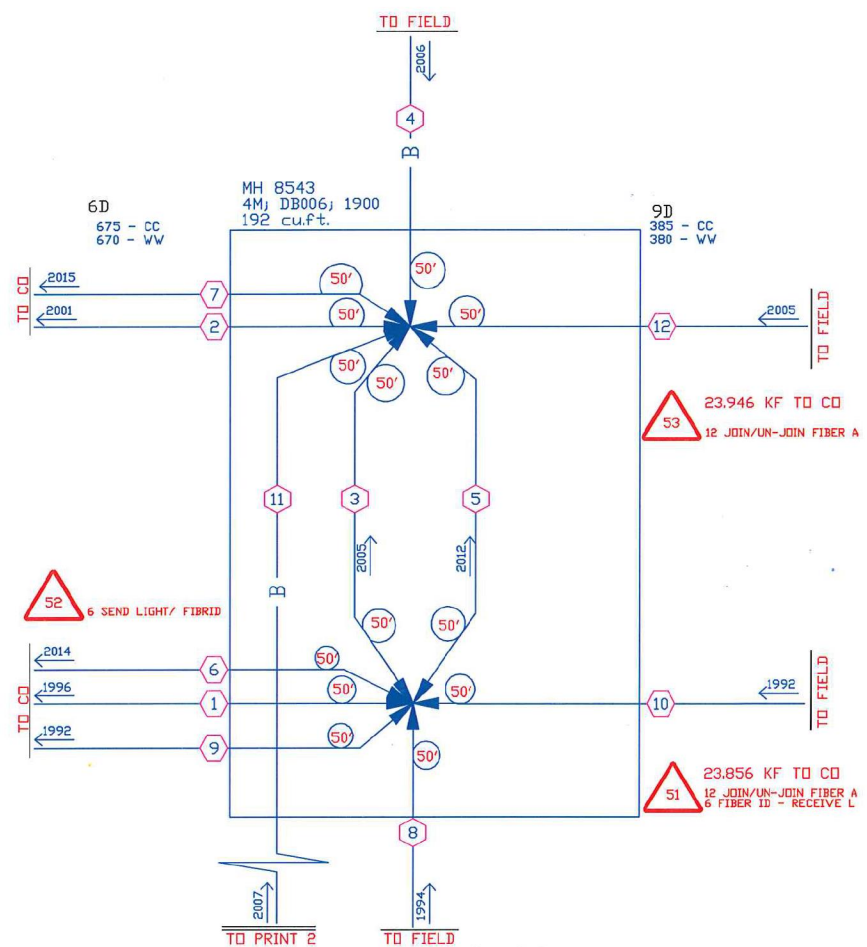 TO FIELD
2006
4
B
MH 8543
4M; DB006; 1900
192 cu.ft.
6D
675 - CC
670 - WW
9D
385 - CC
380 - WW
50'
2015
7
50'
TO CO
2001
2
50'
50'
12
2005
TO FIELD
50'
50'
50'
53
23.946 KF TO CO
12 JOIN/UN-JOIN FIBER A
11
3
5
2005
2012
B
52
6 SEND LIGHT/ FIBRID
50'
50'
2014
6
50'
TO CO
1996
1
50'
50'
10
1992
TO FIELD
1992
9
50'
50'
51
23.856 KF TO CO
12 JOIN/UN-JOIN FIBER A
6 FIBER ID - RECEIVE L
8
2007
1994
TO PRINT 2
TO FIELD